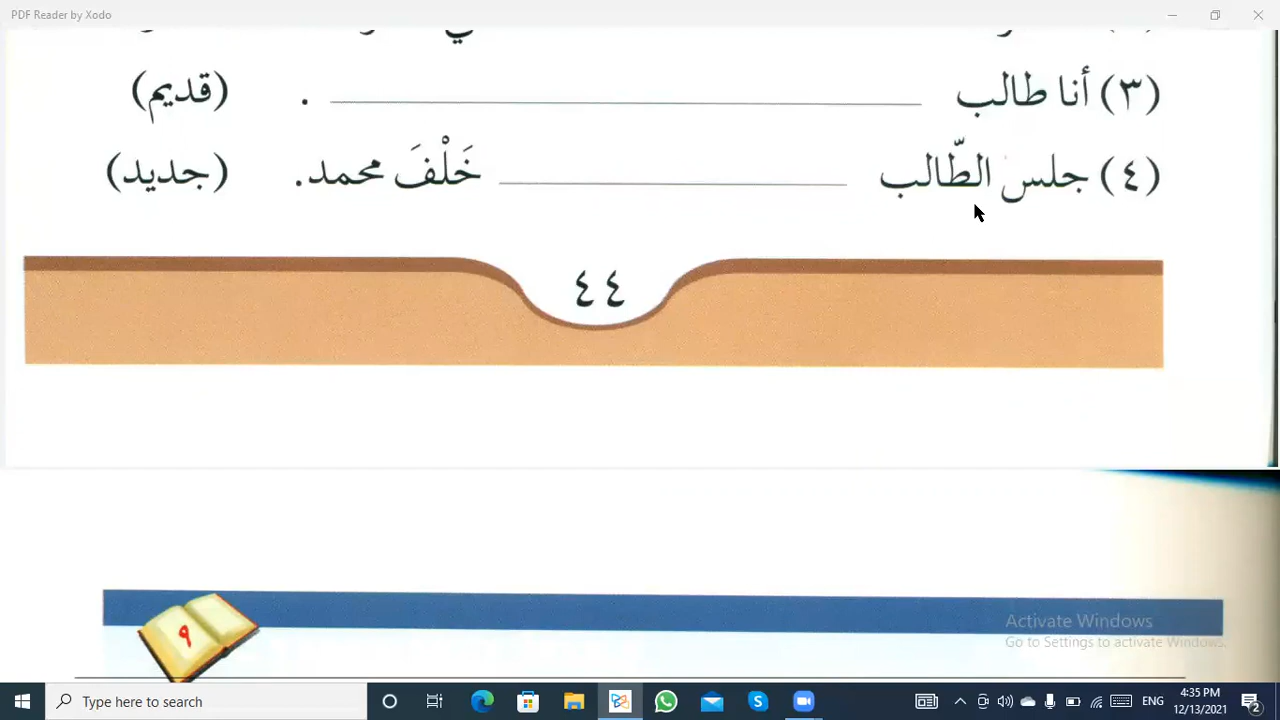 PDF Reader by Xodo
(٣) أنا طالب ______ . (قديم)
(٤) جلس الطّالب ______ خَلْفَ محمد. (جديد)
٤٤
٩
Activate Windows
Go to Settings to activate Windows.
Type here to search
ENG
4:35 PM
12/13/2021
2